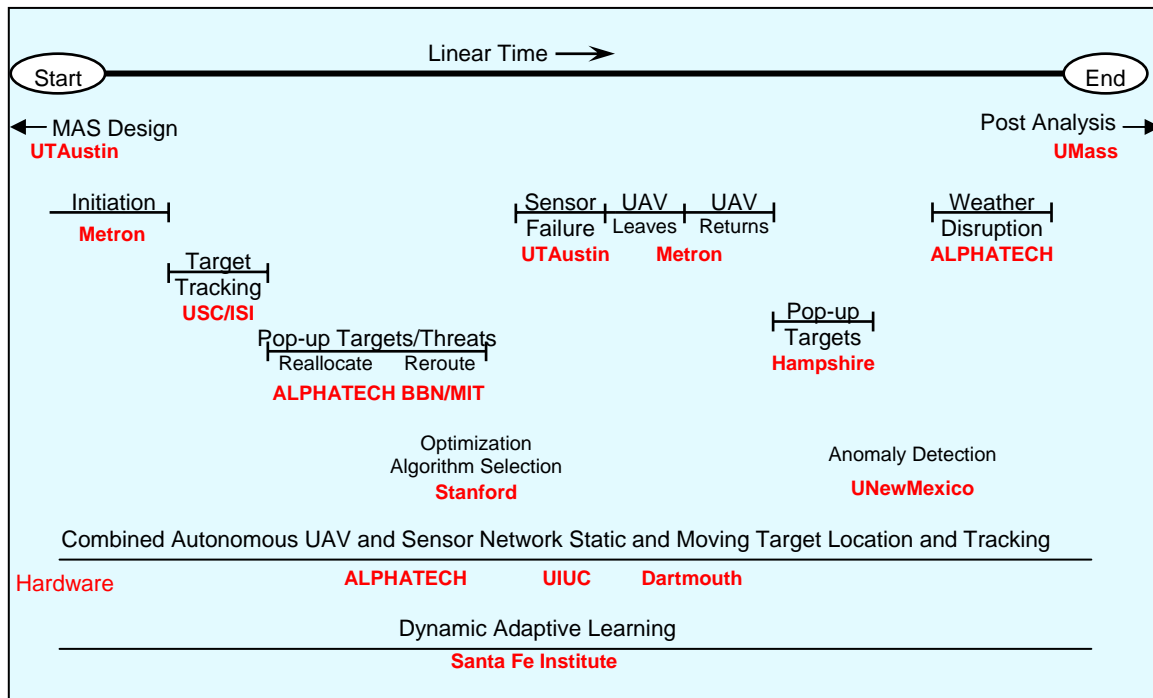 Linear Time
Start
End
MAS Design
UTAustin
Post Analysis
UMass
Initiation
Metron
Sensor
Failure
UTAustin
UAV
Leaves
UAV
Returns
Metron
Weather
Disruption
ALPHATECH
Target
Tracking
USC/ISI
Pop-up
Targets
Hampshire
Pop-up Targets/Threats
Reallocate Reroute
ALPHATECH BBN/MIT
Optimization
Algorithm Selection
Stanford
Anomaly Detection
UNewMexico
Combined Autonomous UAV and Sensor Network Static and Moving Target Location and Tracking
Hardware
ALPHATECH UIUC Dartmouth
Dynamic Adaptive Learning
Santa Fe Institute